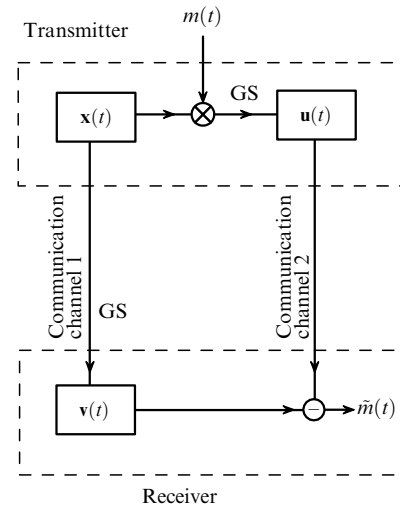 m(t)
Transmitter
GS
x(t)
u(t)
Communication
channel 1
Communication
channel 2
GS
v(t)
−
m̃(t)
Receiver